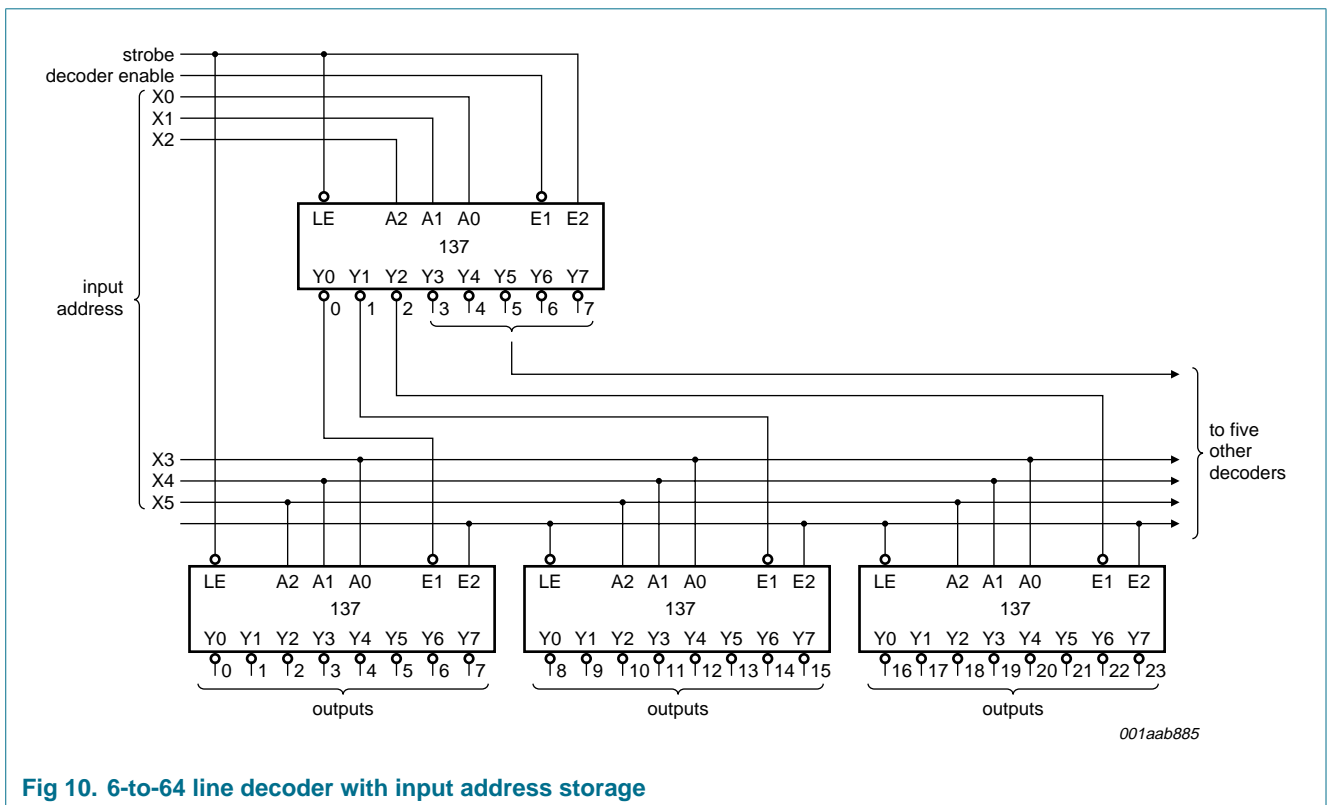 strobe
decoder enable
X0
X1
X2
LE A2 A1 A0 E1 E2
137
Y0 Y1 Y2 Y3 Y4 Y5 Y6 Y7
0 1 2 3 4 5 6 7
input
address
to five
other
decoders
X3
X4
X5
LE A2 A1 A0 E1 E2
137
Y0 Y1 Y2 Y3 Y4 Y5 Y6 Y7
0 1 2 3 4 5 6 7
outputs
LE A2 A1 A0 E1 E2
137
Y0 Y1 Y2 Y3 Y4 Y5 Y6 Y7
8 9 10 11 12 13 14 15
outputs
LE A2 A1 A0 E1 E2
137
Y0 Y1 Y2 Y3 Y4 Y5 Y6 Y7
16 17 18 19 20 21 22 23
outputs
001aab885
Fig 10. 6-to-64 line decoder with input address storage